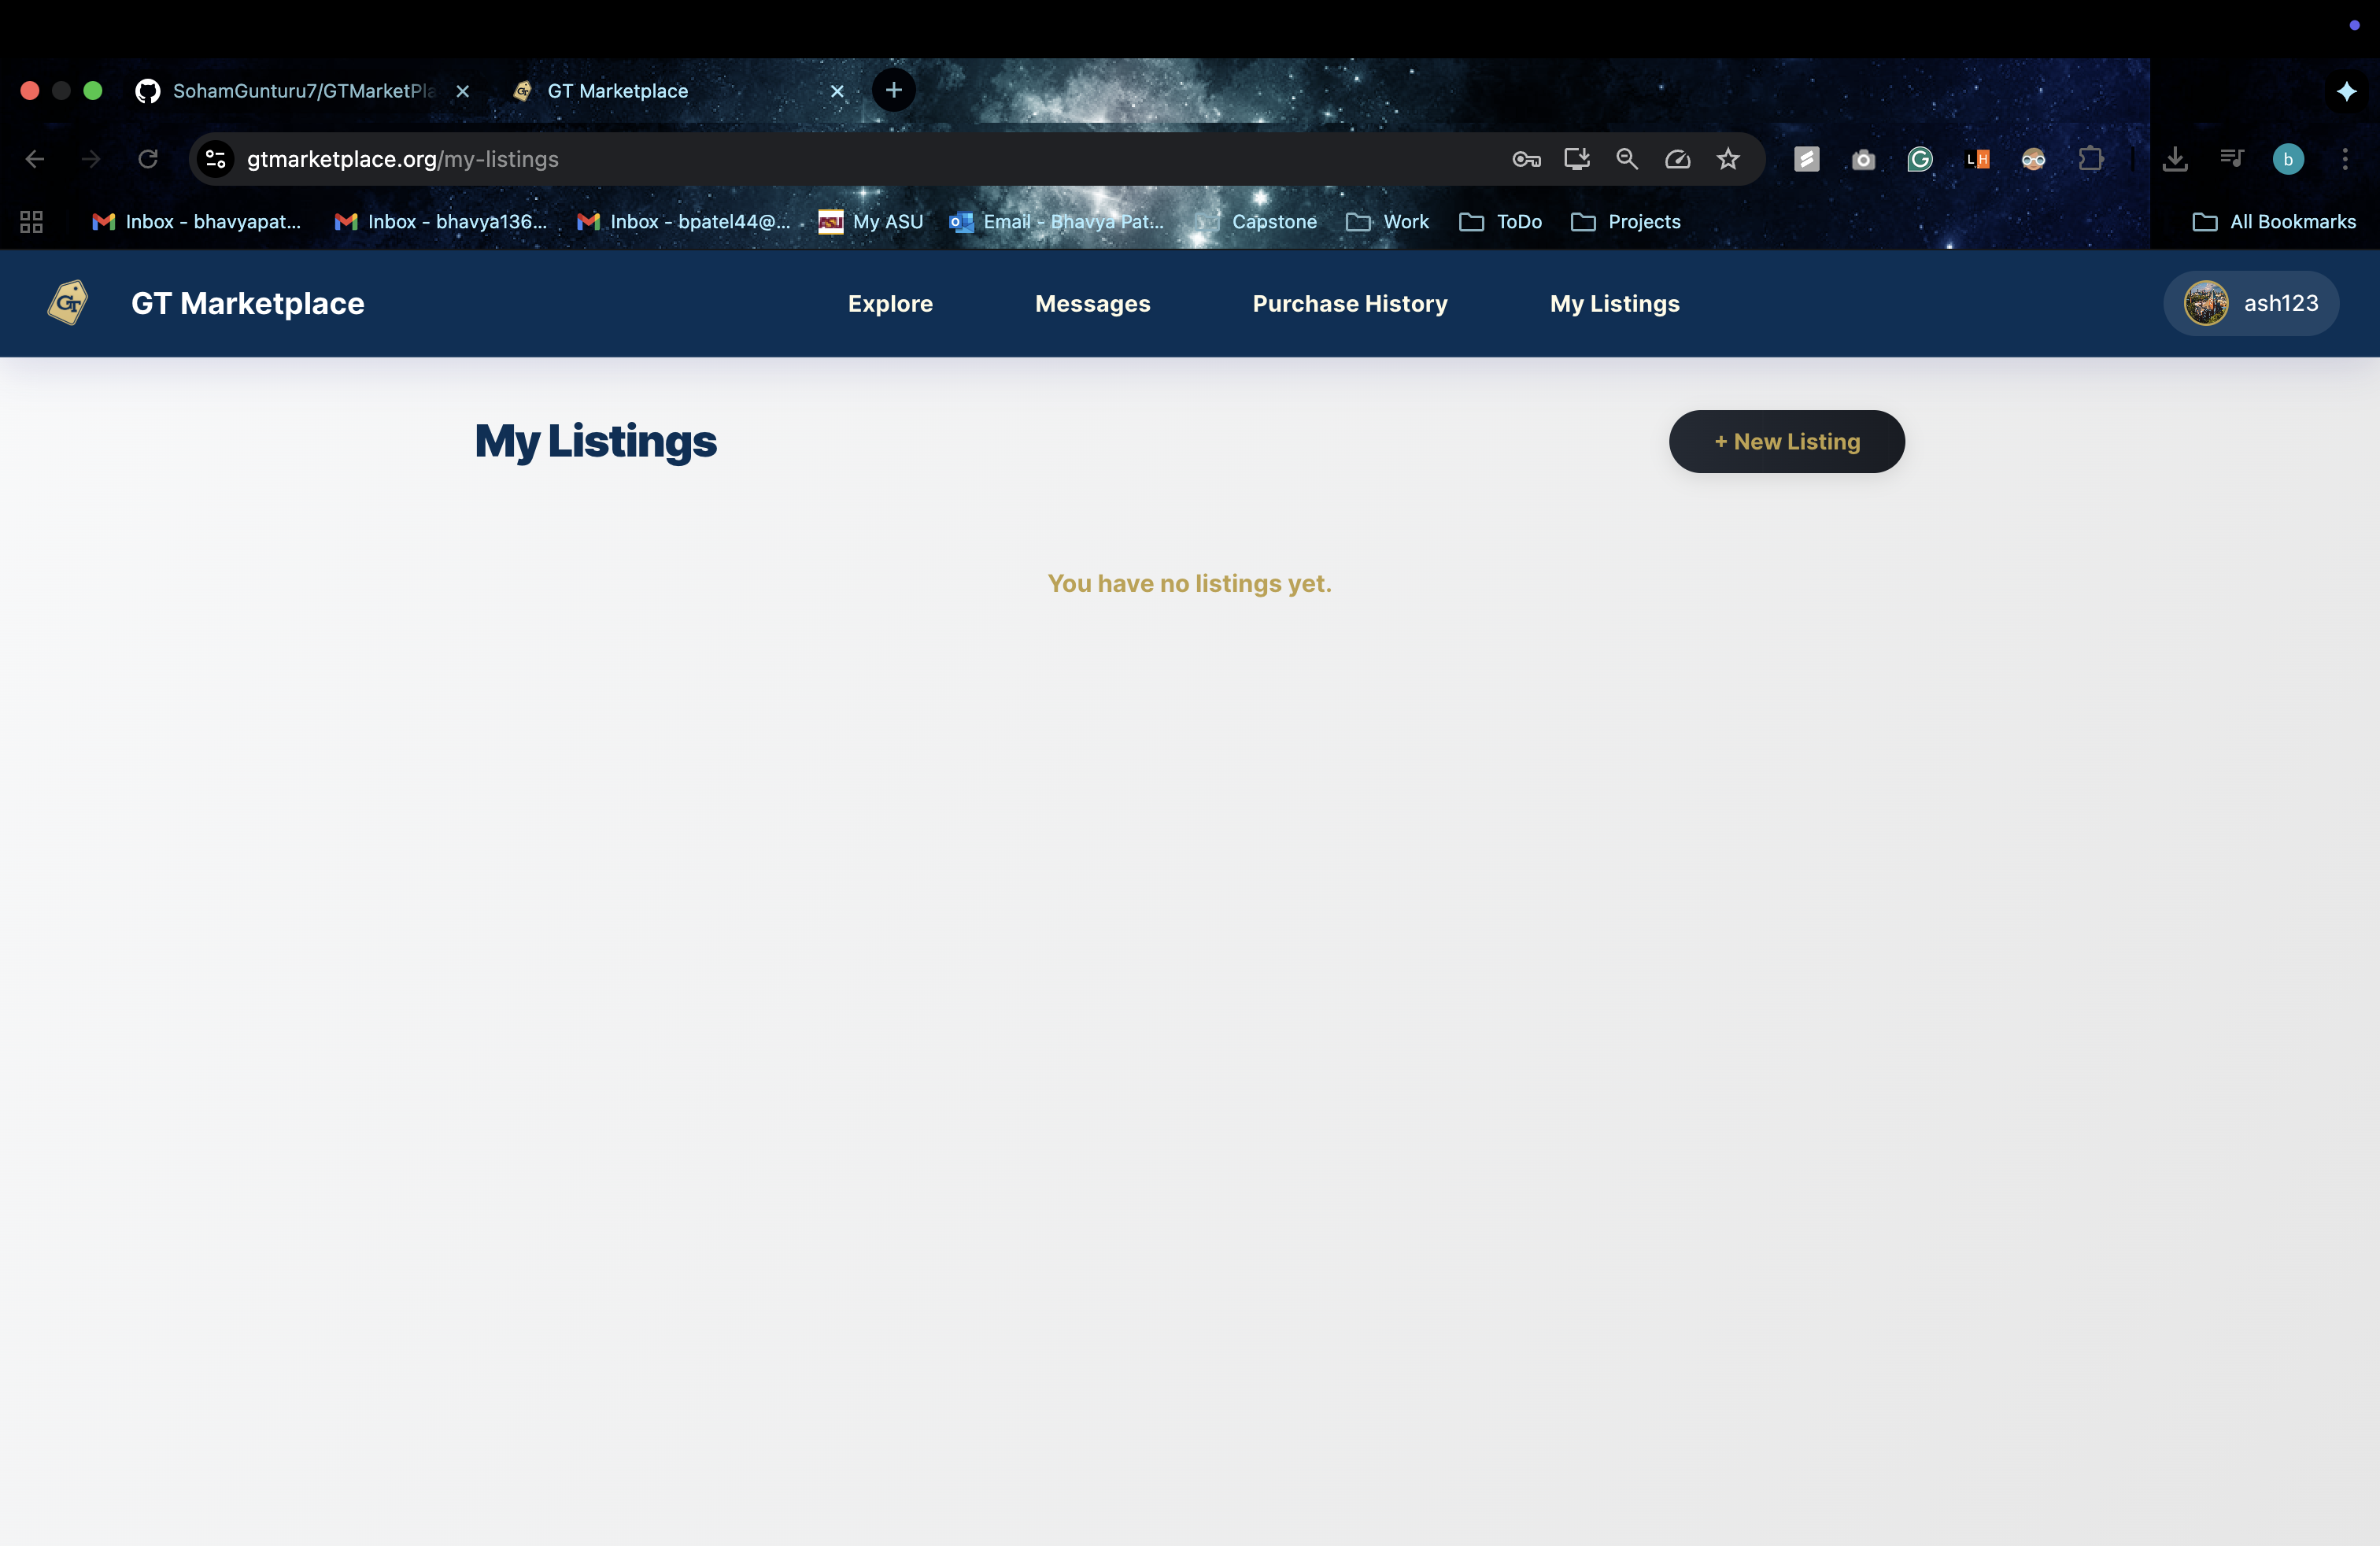 SohamGunturu7/GTMarketPla
GT Marketplace
gtmarketplace.org/my-listings
b
Inbox - bhavyapat...
Inbox - bhavya136...
Inbox - bpatel44@...
My ASU
Email - Bhavya Pat...
Capstone
Work
ToDo
Projects
All Bookmarks
GT
GT Marketplace
Explore
Messages
Purchase History
My Listings
ash123
My Listings
+ New Listing
You have no listings yet.